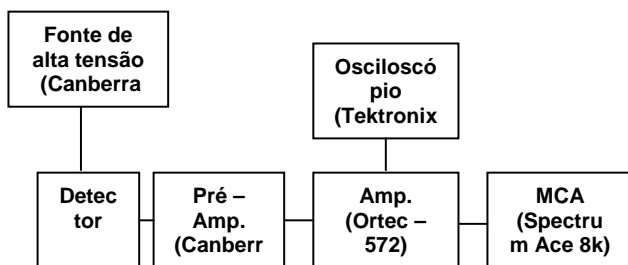 Fonte de
alta tensão
(Canberra
Osciloscó
pio
(Tektronix
Detec
tor
Pré –
Amp.
(Canberr
Amp.
(Ortec –
572)
MCA
(Spectru
m Ace 8k)